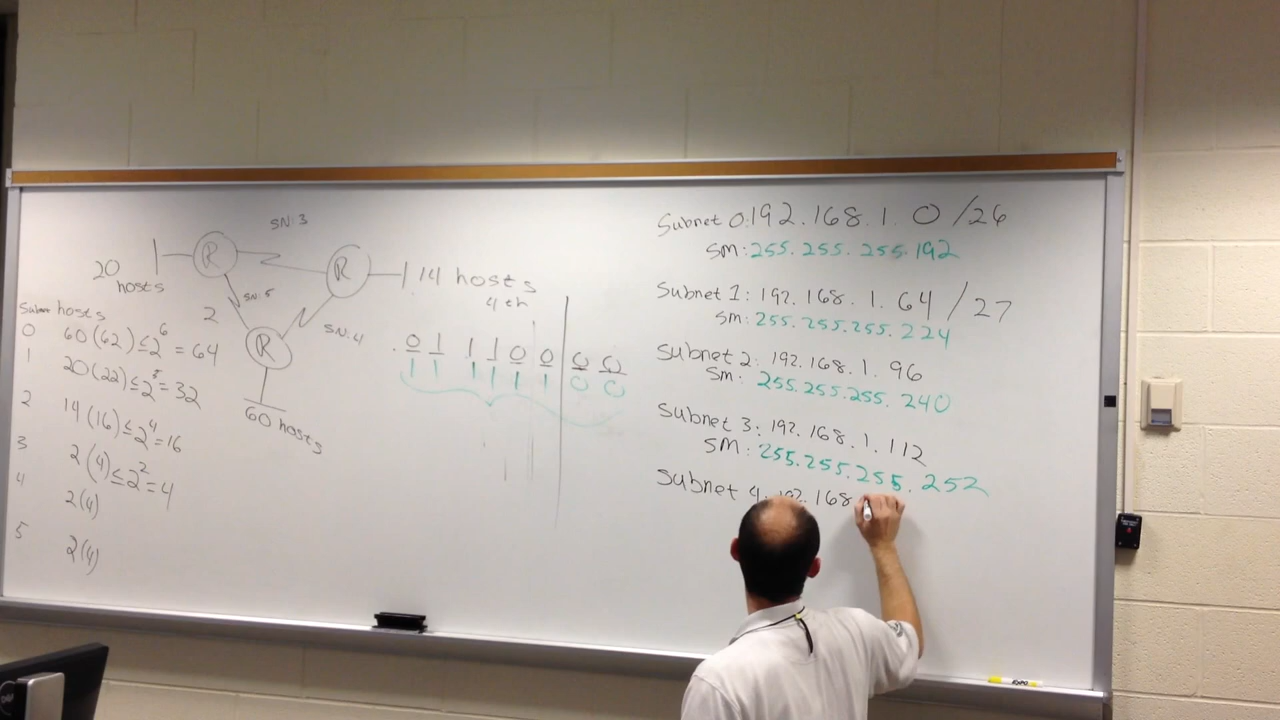 SN:3
R
R
20 hosts
14 hosts
SN:5
SN:4
2
R
60 hosts
4th
Subnet hosts
0 60(62)≤2^6 = 64
1 20(22)≤2^5 = 32
2 14(16)≤2^4 = 16
3 2(4)≤2^2 = 4
4 2(4)
5 2(4)
. 0 1 1 1 0 0 0 0
1 1 1 1 1 1 0 0
Subnet 0: 192.168.1.0 /26
SM: 255.255.255.192
Subnet 1: 192.168.1.64 /27
SM: 255.255.255.224
Subnet 2: 192.168.1.96
SM: 255.255.255.240
Subnet 3: 192.168.1.112
SM: 255.255.255.252
Subnet 4: 192.168
EXPO